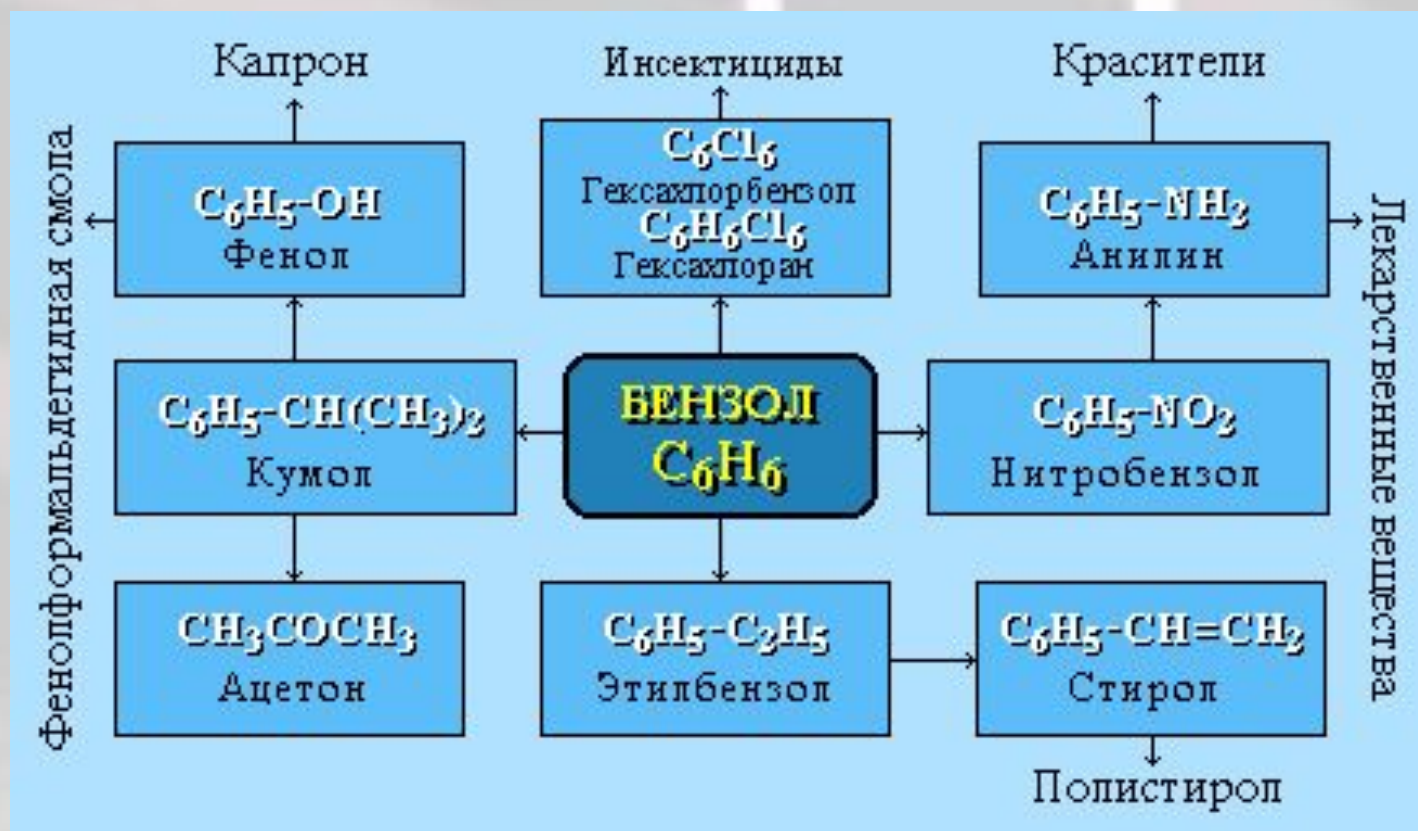 Капрон
Инсектициды
Красители
Фенолформальдегидная смола
C₆H₅-OH
Фенол
C₆Cl₆
Гексахлорбензол
C₆H₆Cl₆
Гексахлоран
C₆H₅-NH₂
Анилин
Лекарственные вещества
C₆H₅-CH(CH₃)₂
Кумол
БЕНЗОЛ
C₆H₆
C₆H₅-NO₂
Нитробензол
CH₃COCH₃
Ацетон
C₆H₅-C₂H₅
Этилбензол
C₆H₅-CH=CH₂
Стирол
Полистирол